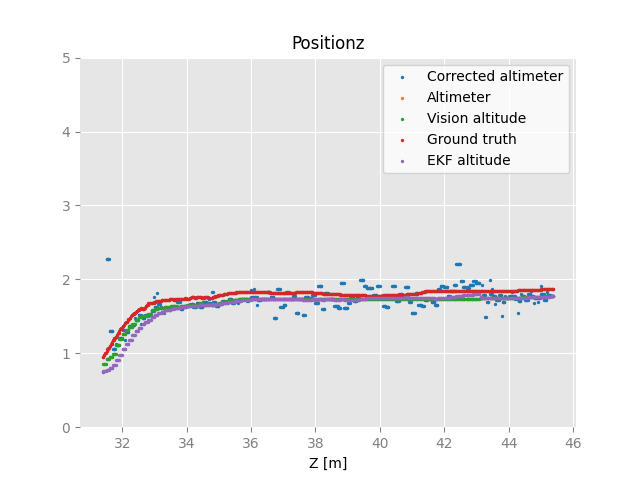 Positionz
5
4
3
2
1
0
Corrected altimeter
Altimeter
Vision altitude
Ground truth
EKF altitude
32 34 36 38 40 42 44 46
Z [m]